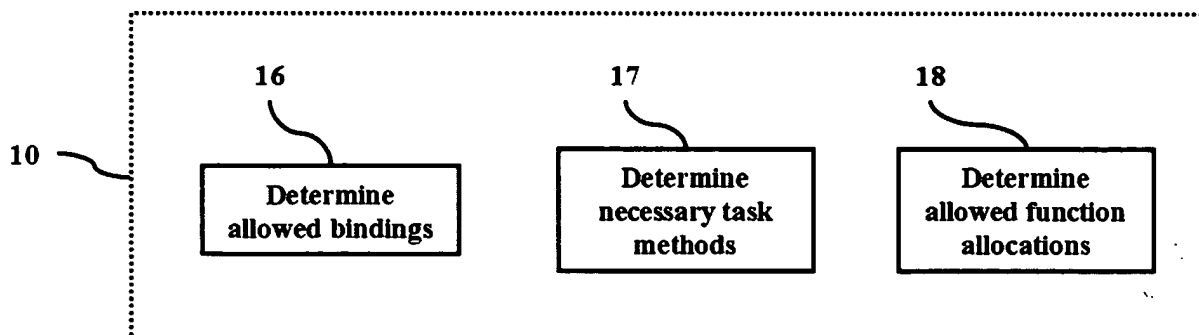 16
17
18
10
Determine
allowed bindings
Determine
necessary task
methods
Determine
allowed function
allocations